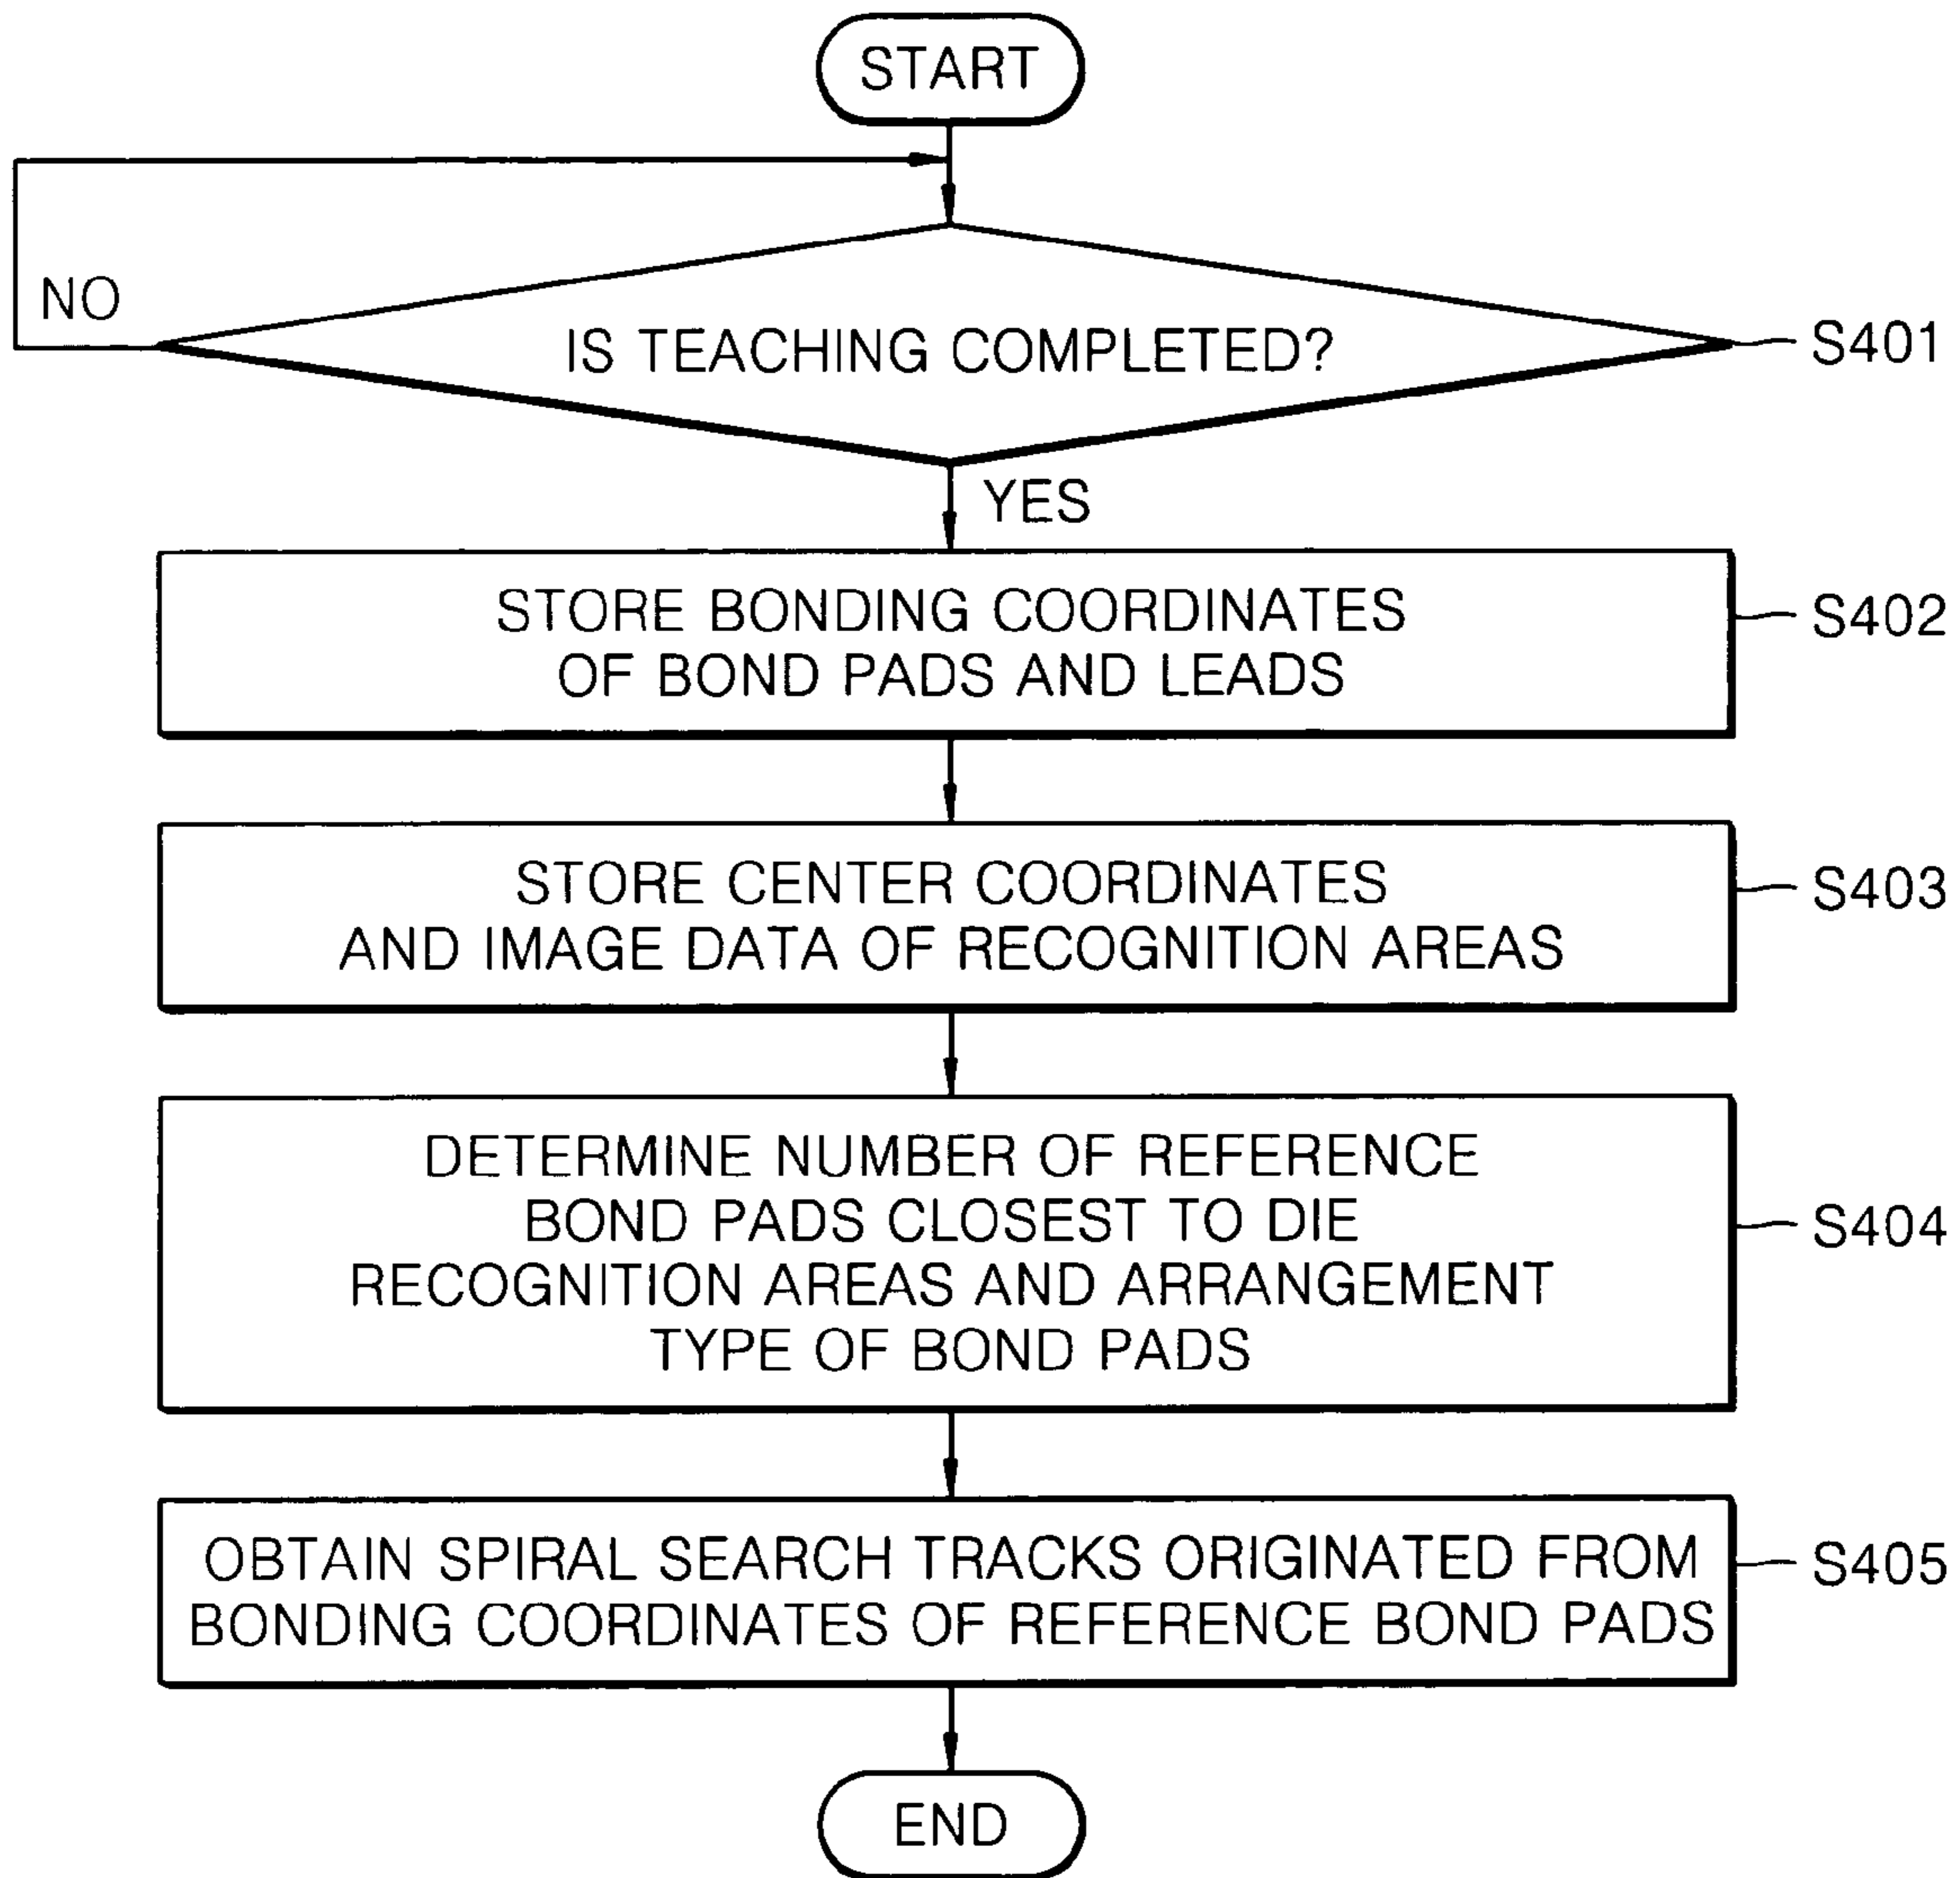 START
NO
IS TEACHING COMPLETED?
S401
YES
STORE BONDING COORDINATES
OF BOND PADS AND LEADS
S402
STORE CENTER COORDINATES
AND IMAGE DATA OF RECOGNITION AREAS
S403
DETERMINE NUMBER OF REFERENCE
BOND PADS CLOSEST TO DIE
RECOGNITION AREAS AND ARRANGEMENT
TYPE OF BOND PADS
S404
OBTAIN SPIRAL SEARCH TRACKS ORIGINATED FROM
BONDING COORDINATES OF REFERENCE BOND PADS
S405
END